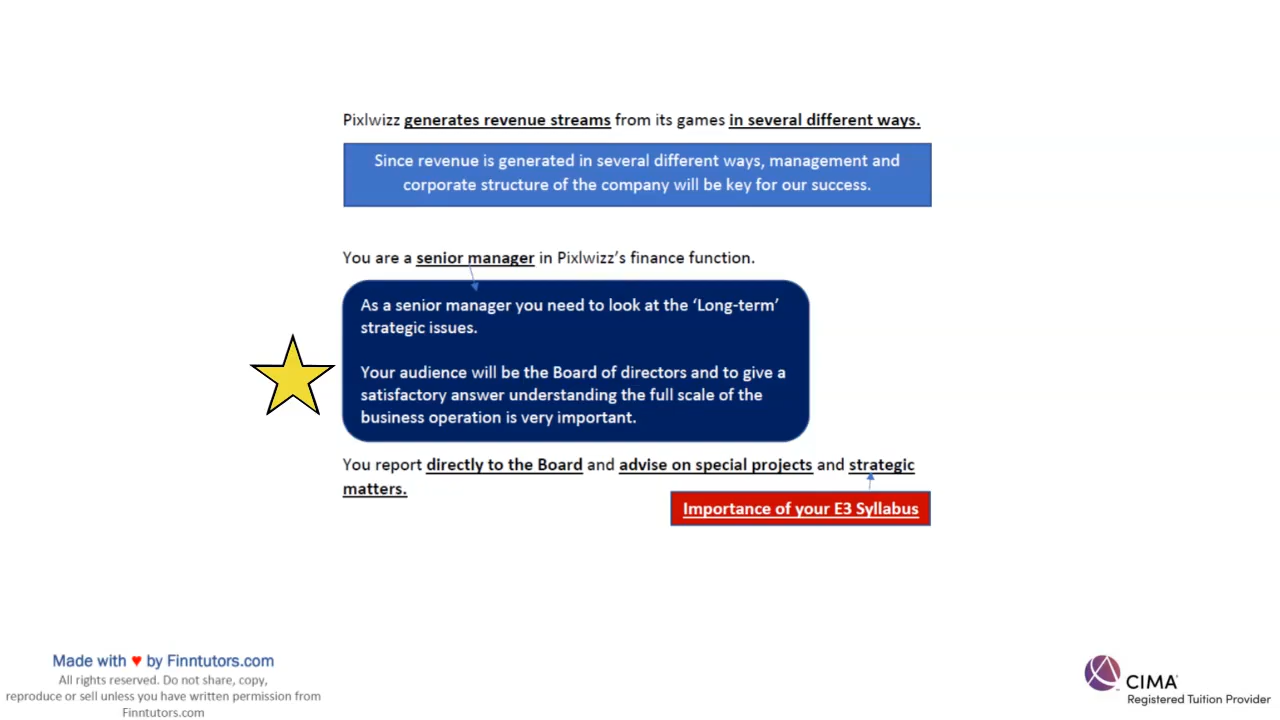 Pixlwizz generates revenue streams from its games in several different ways.
Since revenue is generated in several different ways, management and
corporate structure of the company will be key for our success.
You are a senior manager in Pixlwizz's finance function.
As a senior manager you need to look at the 'Long-term'
strategic issues.
Your audience will be the Board of directors and to give a
satisfactory answer understanding the full scale of the
business operation is very important.
You report directly to the Board and advise on special projects and strategic
matters.
Importance of your E3 Syllabus
Made with ♥ by Finntutors.com
All rights reserved. Do not share, copy,
reproduce or sell unless you have written permission from
Finntutors.com
CIMA
Registered Tuition Provider